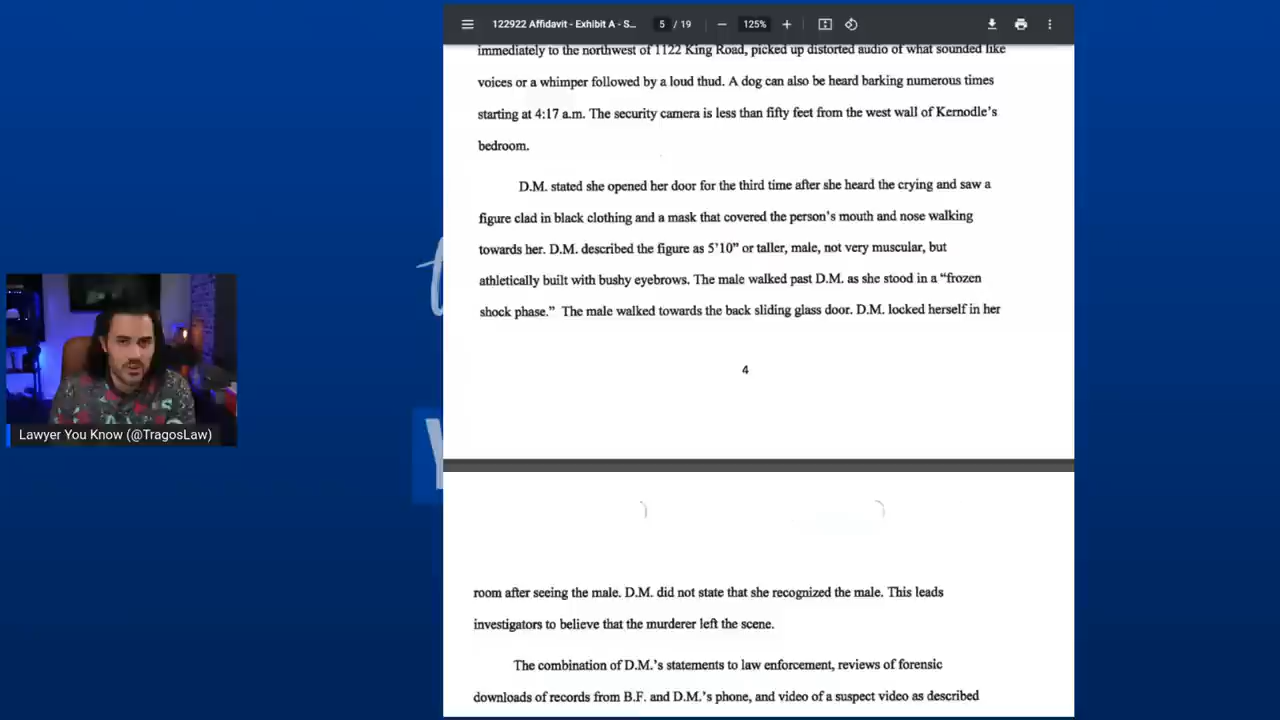 122922 Affidavit - Exhibit A - S...
5 / 19
125%
immediately to the northwest of 1122 King Road, picked up distorted audio of what sounded like
voices or a whimper followed by a loud thud. A dog can also be heard barking numerous times
starting at 4:17 a.m. The security camera is less than fifty feet from the west wall of Kernodle's
bedroom.
D.M. stated she opened her door for the third time after she heard the crying and saw a
figure clad in black clothing and a mask that covered the person's mouth and nose walking
towards her. D.M. described the figure as 5'10" or taller, male, not very muscular, but
athletically built with bushy eyebrows. The male walked past D.M. as she stood in a "frozen
shock phase." The male walked towards the back sliding glass door. D.M. locked herself in her
4
room after seeing the male. D.M. did not state that she recognized the male. This leads
investigators to believe that the murderer left the scene.
The combination of D.M.'s statements to law enforcement, reviews of forensic
downloads of records from B.F. and D.M.'s phone, and video of a suspect video as described
Lawyer You Know (@TragosLaw)